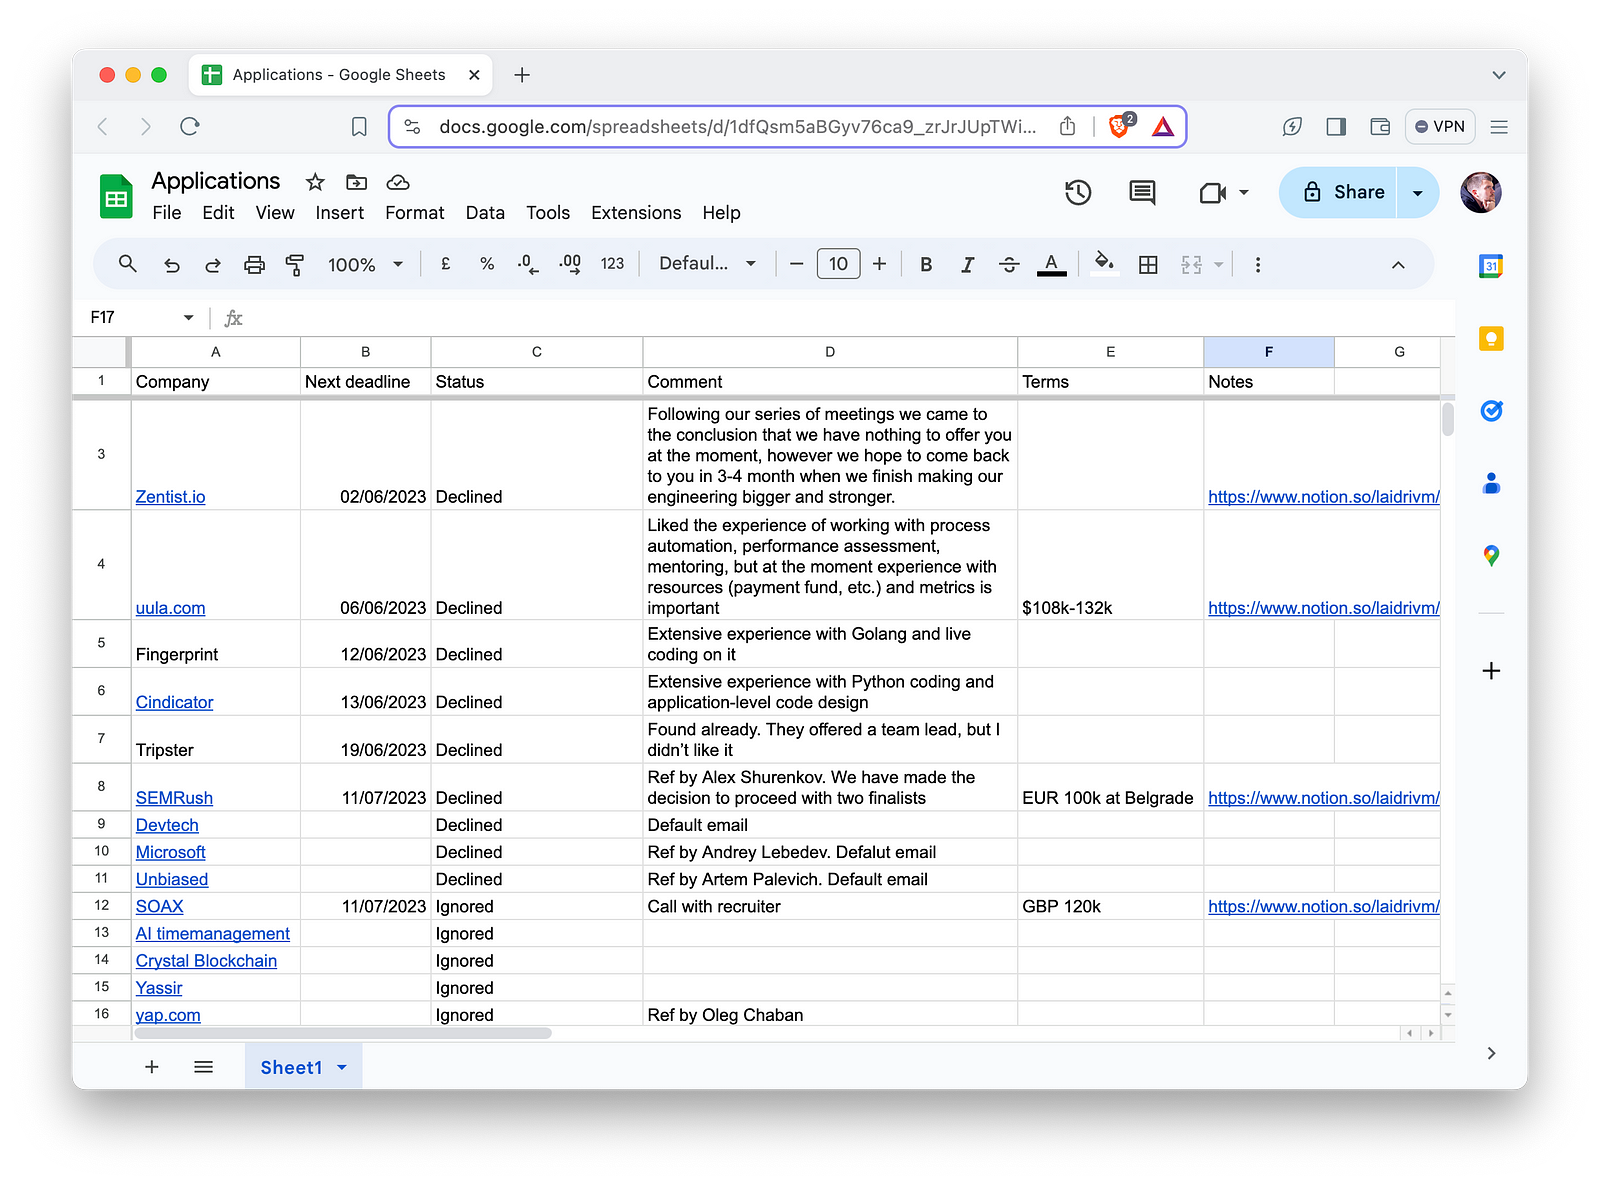 Applications - Google Sheets
docs.google.com/spreadsheets/d/1dfQsm5aBGyv76ca9_zrJrJUpTWi...
2
VPN
Applications
File Edit View Insert Format Data Tools Extensions Help
Share
100% £ % .0 .00 123 Defaul... 10 B I A
31
F17 fx
A B C D E F G
1 Company Next deadline Status Comment Terms Notes
Following our series of meetings we came to
the conclusion that we have nothing to offer you
at the moment, however we hope to come back
to you in 3-4 month when we finish making our
3 Zentist.io 02/06/2023 Declined engineering bigger and stronger. https://www.notion.so/laidrivm/
Liked the experience of working with process
automation, performance assessment,
mentoring, but at the moment experience with
resources (payment fund, etc.) and metrics is
4 uula.com 06/06/2023 Declined important $108k-132k https://www.notion.so/laidrivm/
Extensive experience with Golang and live
5 Fingerprint 12/06/2023 Declined coding on it
Extensive experience with Python coding and
6 Cindicator 13/06/2023 Declined application-level code design
Found already. They offered a team lead, but I
7 Tripster 19/06/2023 Declined didn’t like it
Ref by Alex Shurenkov. We have made the
8 SEMRush 11/07/2023 Declined decision to proceed with two finalists EUR 100k at Belgrade https://www.notion.so/laidrivm/
9 Devtech Declined Default email
10 Microsoft Declined Ref by Andrey Lebedev. Defalut email
11 Unbiased Declined Ref by Artem Palevich. Default email
12 SOAX 11/07/2023 Ignored Call with recruiter GBP 120k https://www.notion.so/laidrivm/
13 AI timemanagement Ignored
14 Crystal Blockchain Ignored
15 Yassir Ignored
16 yap.com Ignored Ref by Oleg Chaban
Sheet1